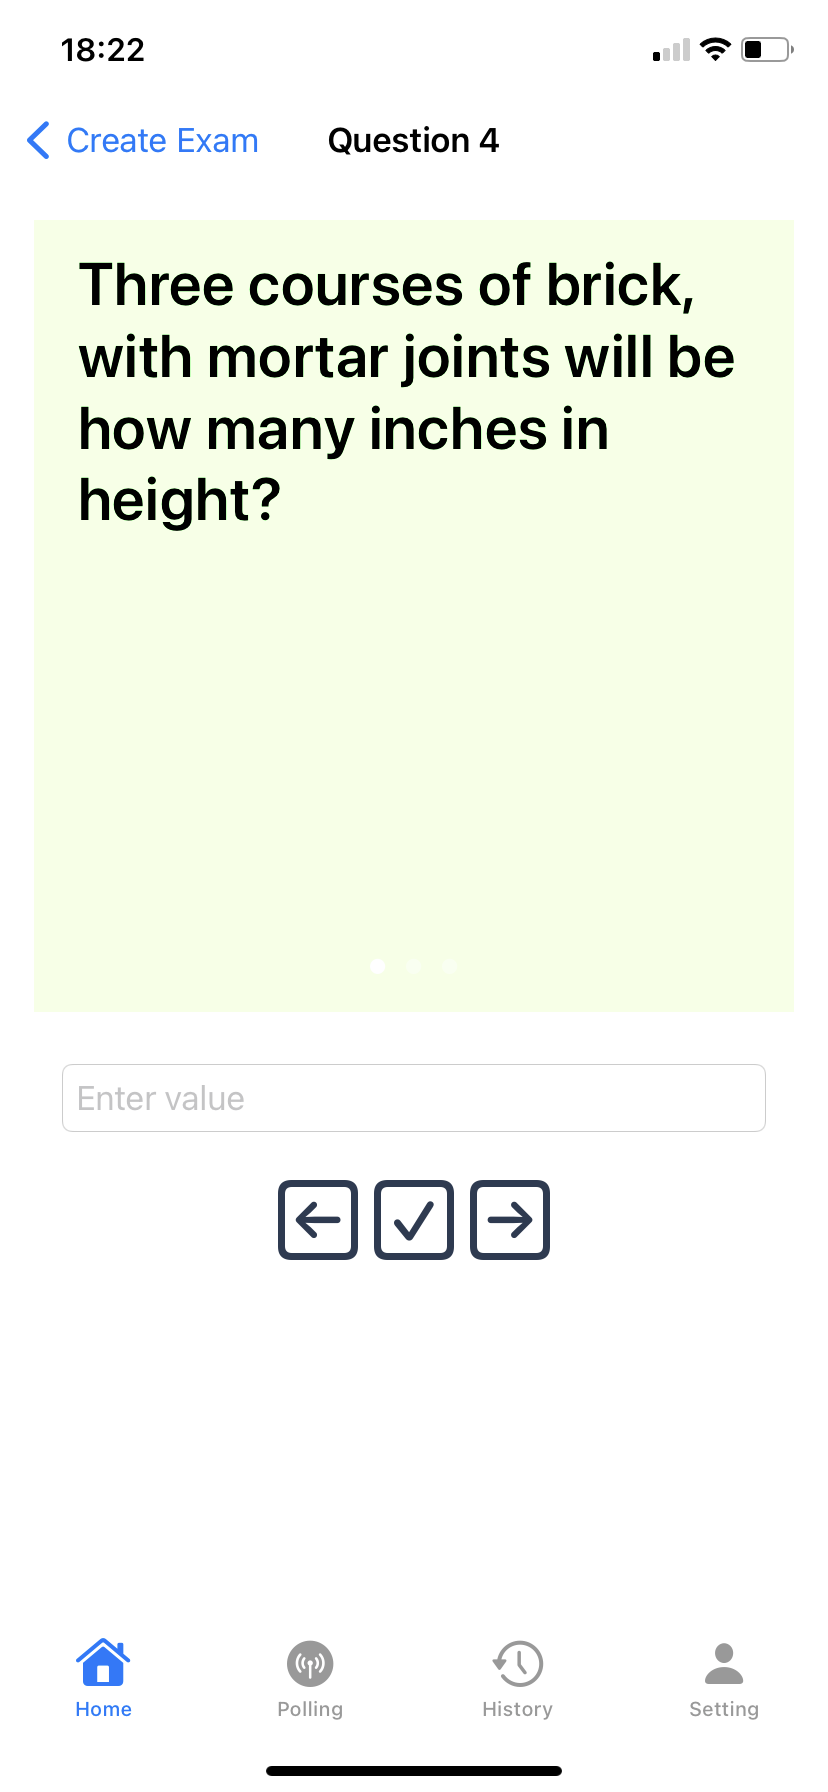 18:22
Create Exam Question 4
Three courses of brick,
with mortar joints will be
how many inches in
height?
Enter value
Home Polling History Setting